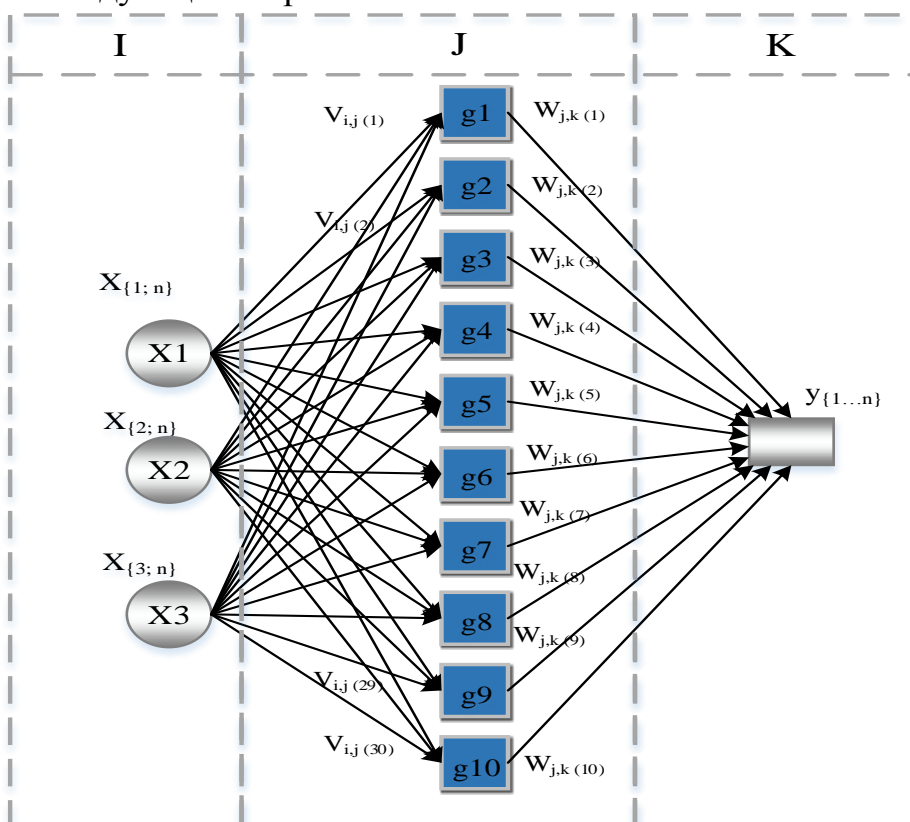 I J K
V_{i,j (1)}
g1
W_{j,k (1)}
V_{i,j (2)}
g2
W_{j,k (2)}
g3
W_{j,k (3)}
X_{\{1; n\}}
g4
W_{j,k (4)}
X1
g5
W_{j,k (5)}
y_{\{1...n\}}
X_{\{2; n\}}
g6
W_{j,k (6)}
X2
g7
W_{j,k (7)}
X_{\{3; n\}}
W_{j,k (8)}
X3
g8
W_{j,k (9)}
V_{i,j (29)}
g9
V_{i,j (30)}
g10
W_{j,k (10)}